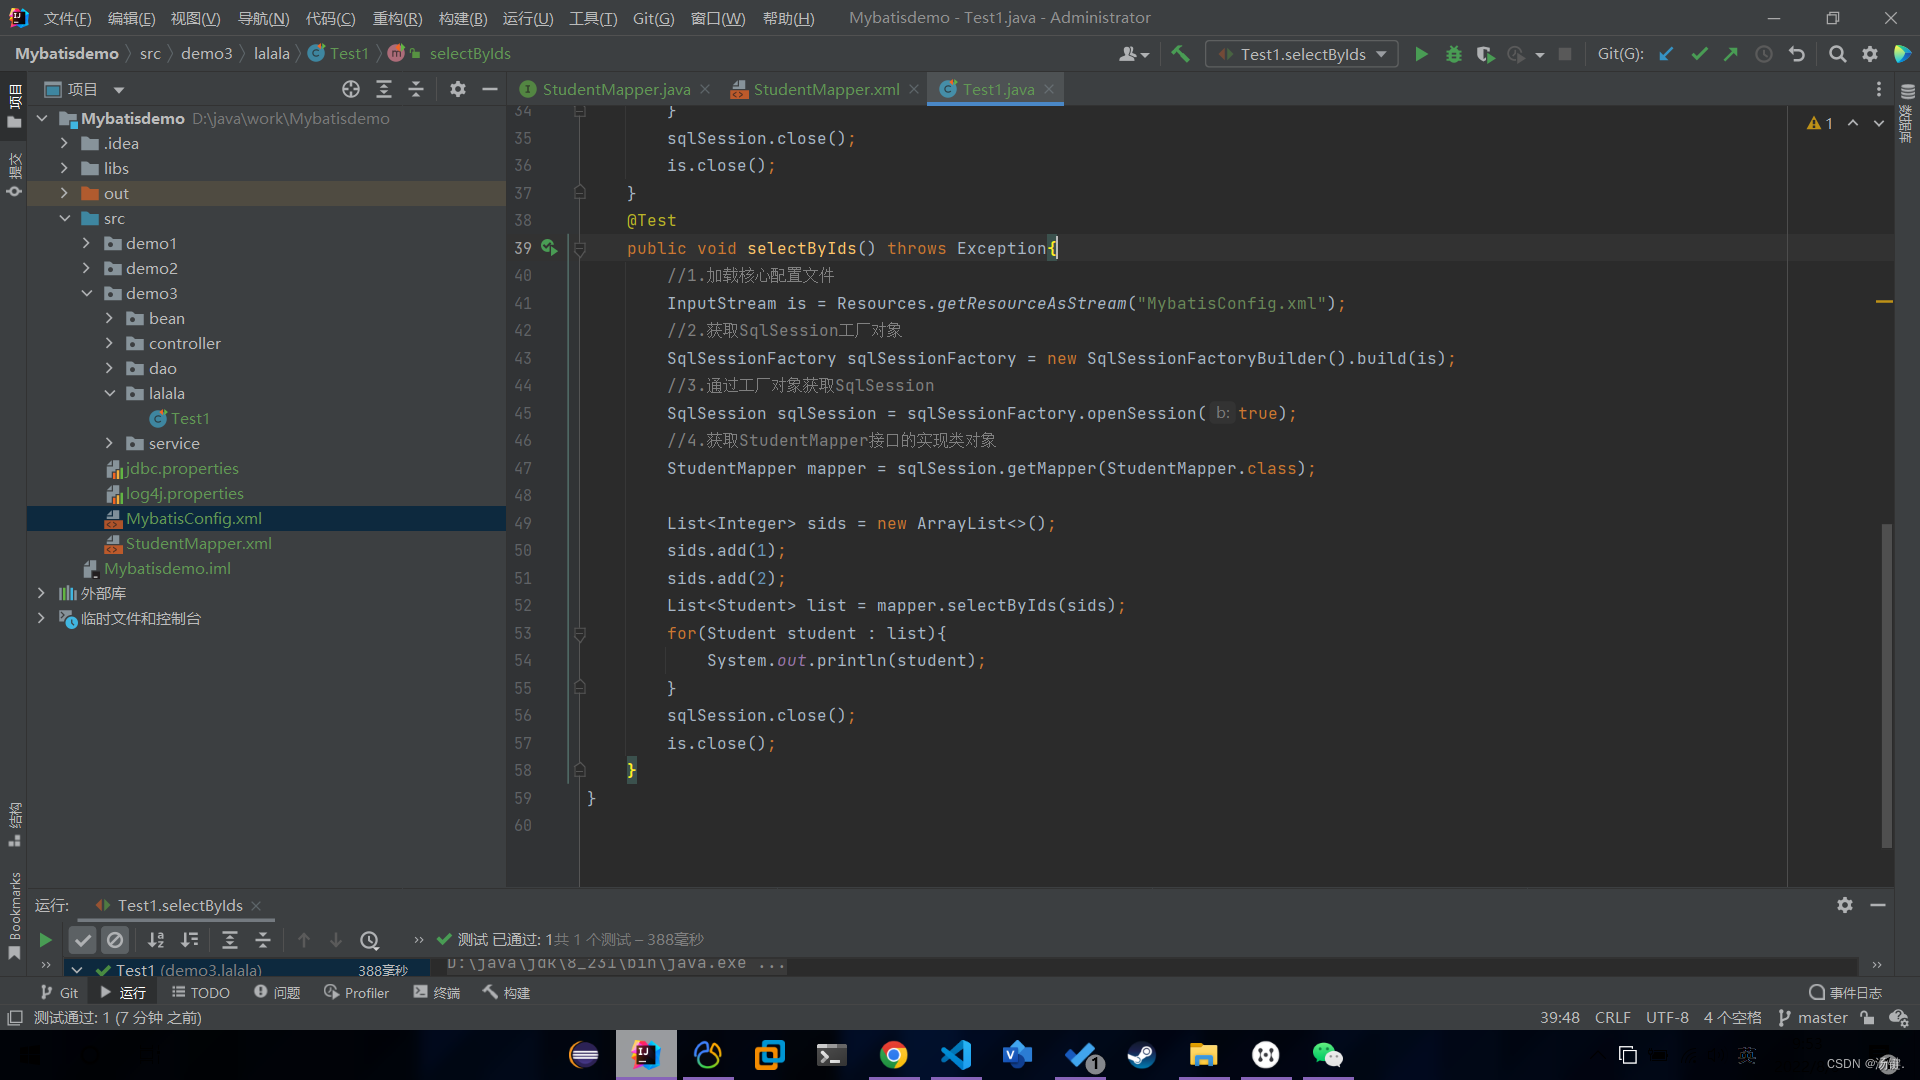 文件(F) 编辑(E) 视图(V) 导航(N) 代码(C) 重构(R) 构建(B) 运行(U) 工具(T) Git(G) 窗口(W) 帮助(H) Mybatisdemo - Test1.java - Administrator
Mybatisdemo src demo3 lalala Test1 selectByIds Test1.selectByIds Git(G):
项目
提交
结构
Bookmarks
项目
Mybatisdemo D:\java\work\Mybatisdemo
.idea
libs
out
src
demo1
demo2
demo3
bean
controller
dao
lalala
Test1
service
jdbc.properties
log4j.properties
MybatisConfig.xml
StudentMapper.xml
Mybatisdemo.iml
外部库
临时文件和控制台
StudentMapper.java StudentMapper.xml Test1.java
数据库
1
34 }
35 sqlSession.close();
36 is.close();
37 }
38 @Test
39 public void selectByIds() throws Exception{
40 //1.加载核心配置文件
41 InputStream is = Resources.getResourceAsStream("MybatisConfig.xml");
42 //2.获取SqlSession工厂对象
43 SqlSessionFactory sqlSessionFactory = new SqlSessionFactoryBuilder().build(is);
44 //3.通过工厂对象获取SqlSession
45 SqlSession sqlSession = sqlSessionFactory.openSession( b: true);
46 //4.获取StudentMapper接口的实现类对象
47 StudentMapper mapper = sqlSession.getMapper(StudentMapper.class);
48
49 List<Integer> sids = new ArrayList<>();
50 sids.add(1);
51 sids.add(2);
52 List<Student> list = mapper.selectByIds(sids);
53 for(Student student : list){
54 System.out.println(student);
55 }
56 sqlSession.close();
57 is.close();
58 }
59 }
60
运行: Test1.selectByIds
» 测试 已通过: 1共 1 个测试 – 388毫秒
» Test1 (demo3.lalala) 388毫秒 D:\java\jdk\8_231\bin\java.exe ... »
Git 运行 TODO 问题 Profiler 终端 构建 事件日志
测试通过: 1 (7 分钟 之前) 39:48 CRLF UTF-8 4 个空格 master
1 英
CSDN @汤键.